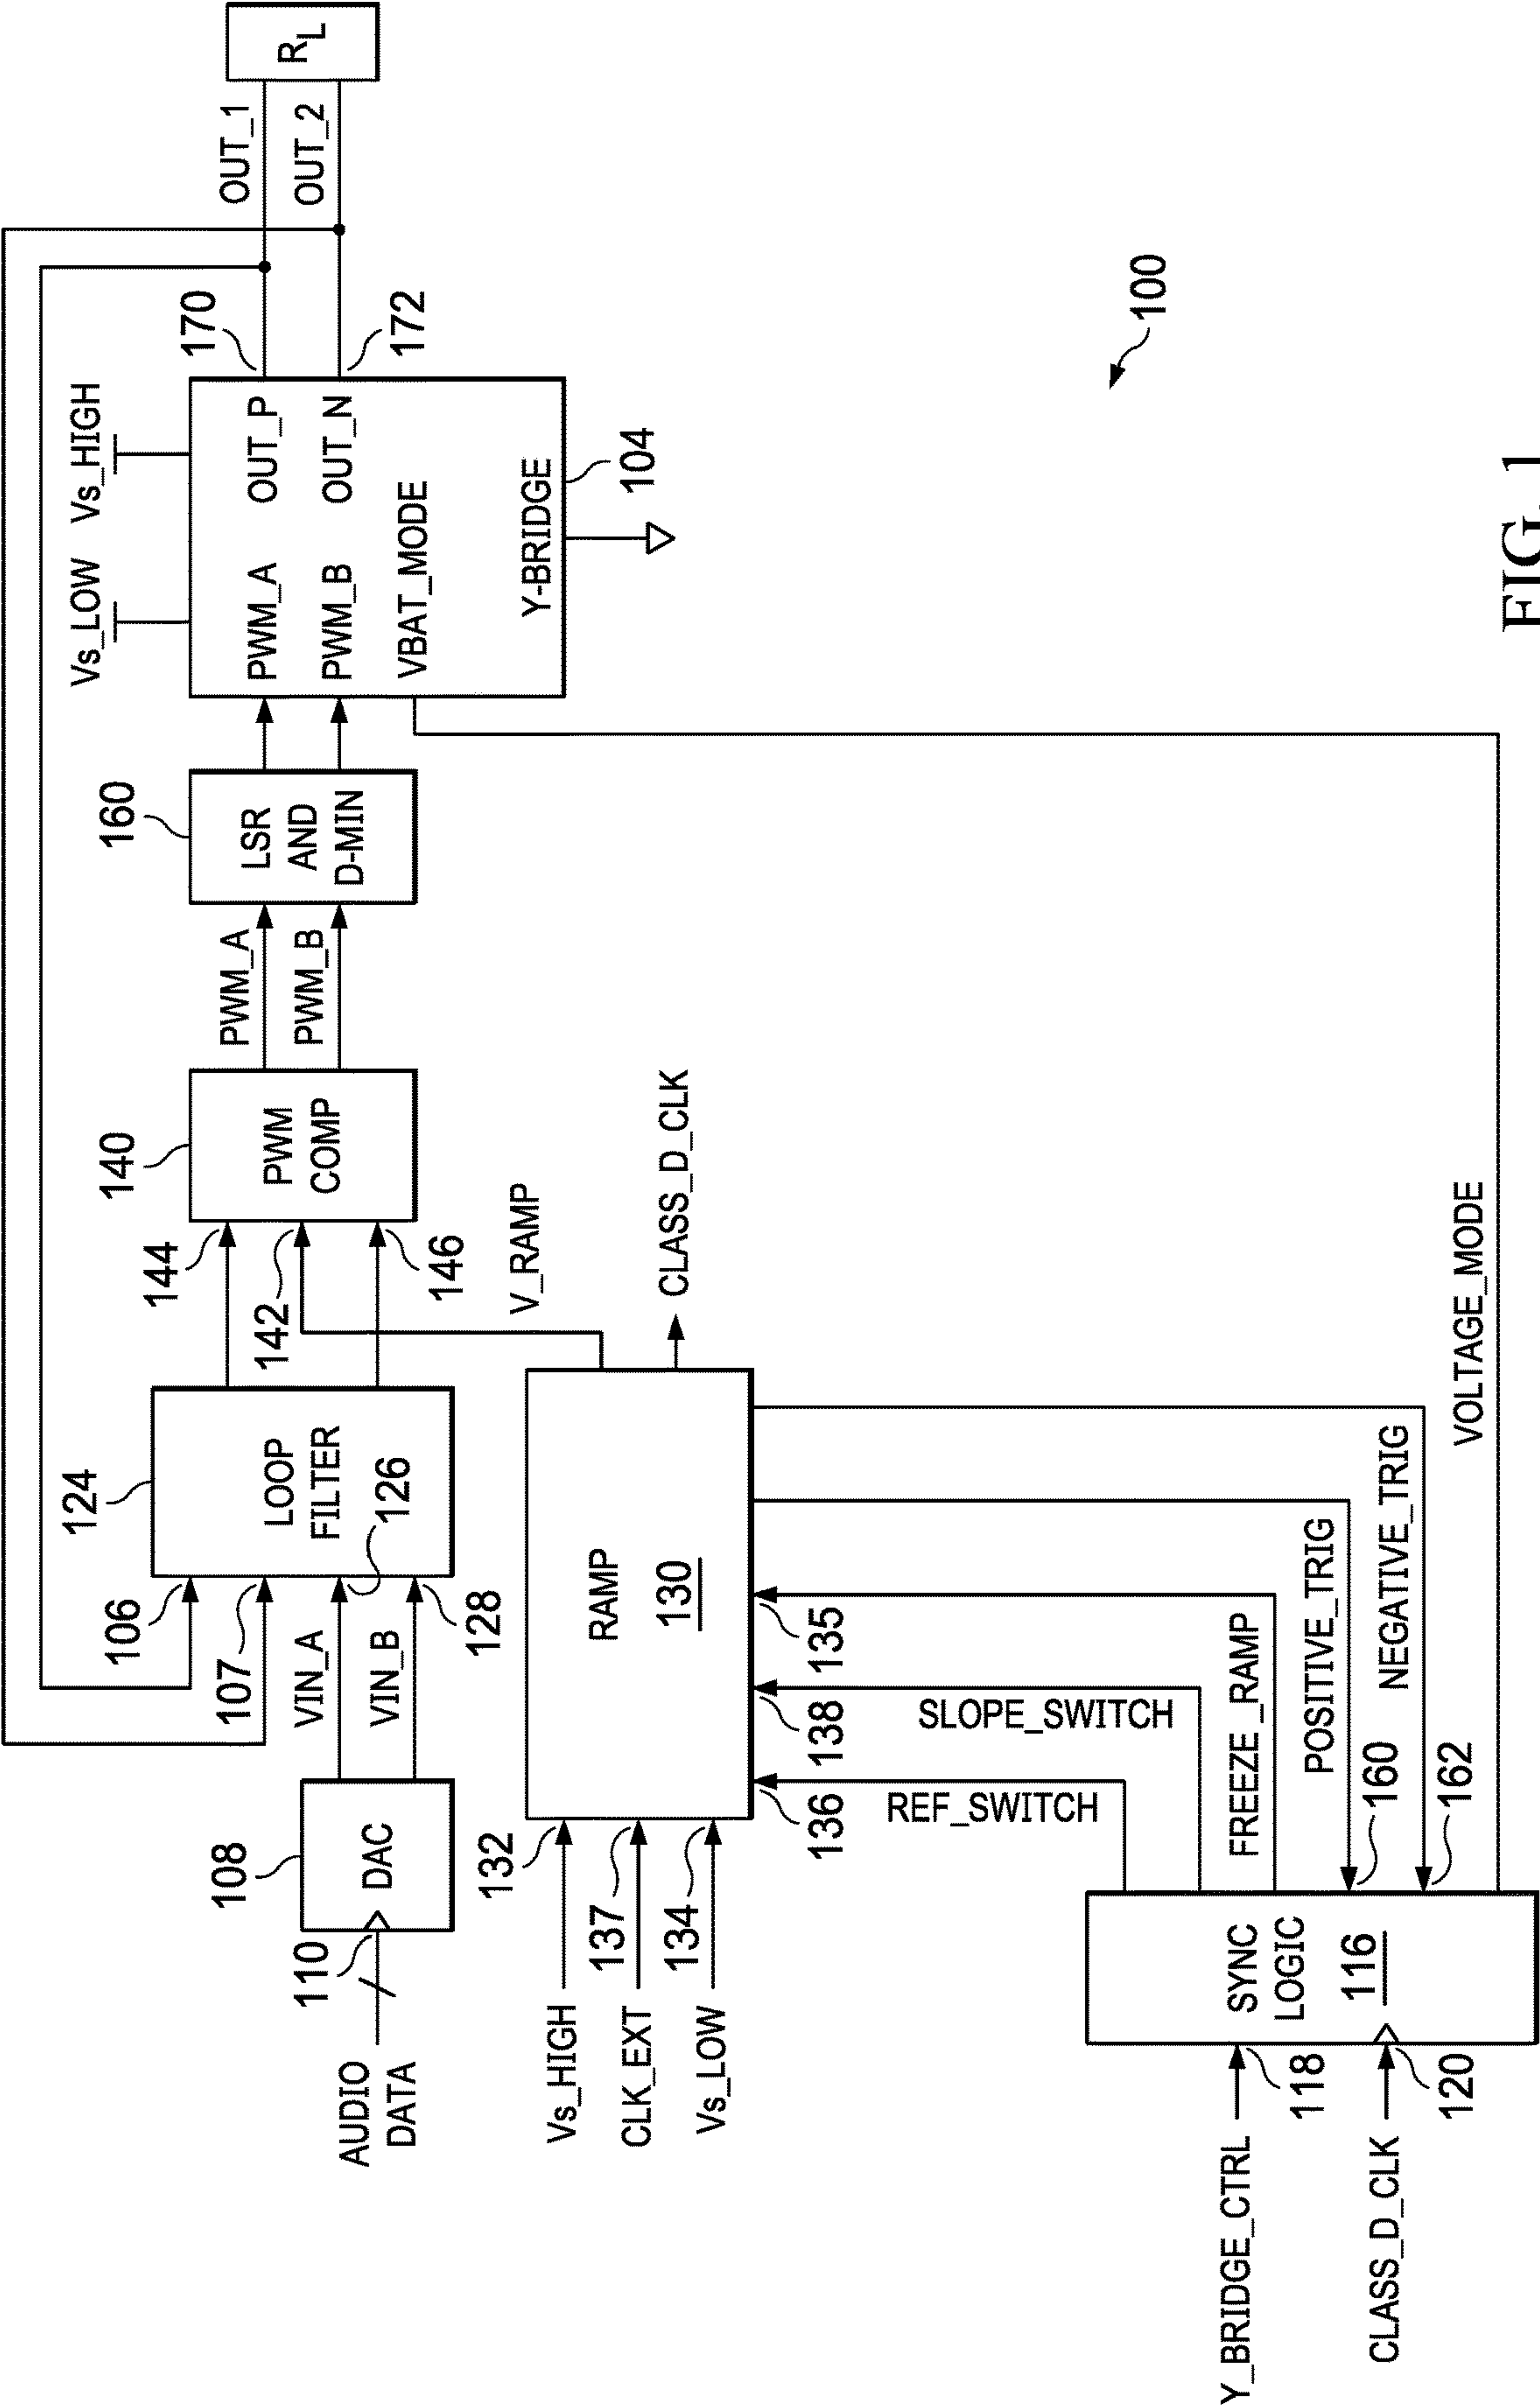 Vs_LOW
Vs_HIGH
170
OUT_1
OUT_2
172
R_L
160
LSR
AND
D-MIN
PWM_A
OUT_P
PWM_B
OUT_N
VBAT_MODE
Y-BRIDGE
104
PWM_A
PWM_B
140
PWM
COMP
144
142
146
124
LOOP
FILTER
126
106
107
VIN_A
VIN_B
128
108
DAC
110
AUDIO
DATA
V_RAMP
CLASS_D_CLK
RAMP
130
132
137
134
Vs_HIGH
CLK_EXT
Vs_LOW
136
138
135
REF_SWITCH
SLOPE_SWITCH
FREEZE_RAMP
POSITIVE_TRIG
NEGATIVE_TRIG
VOLTAGE_MODE
160
162
SYNC
LOGIC
116
118
120
Y_BRIDGE_CTRL
CLASS_D_CLK
100
FIG. 1